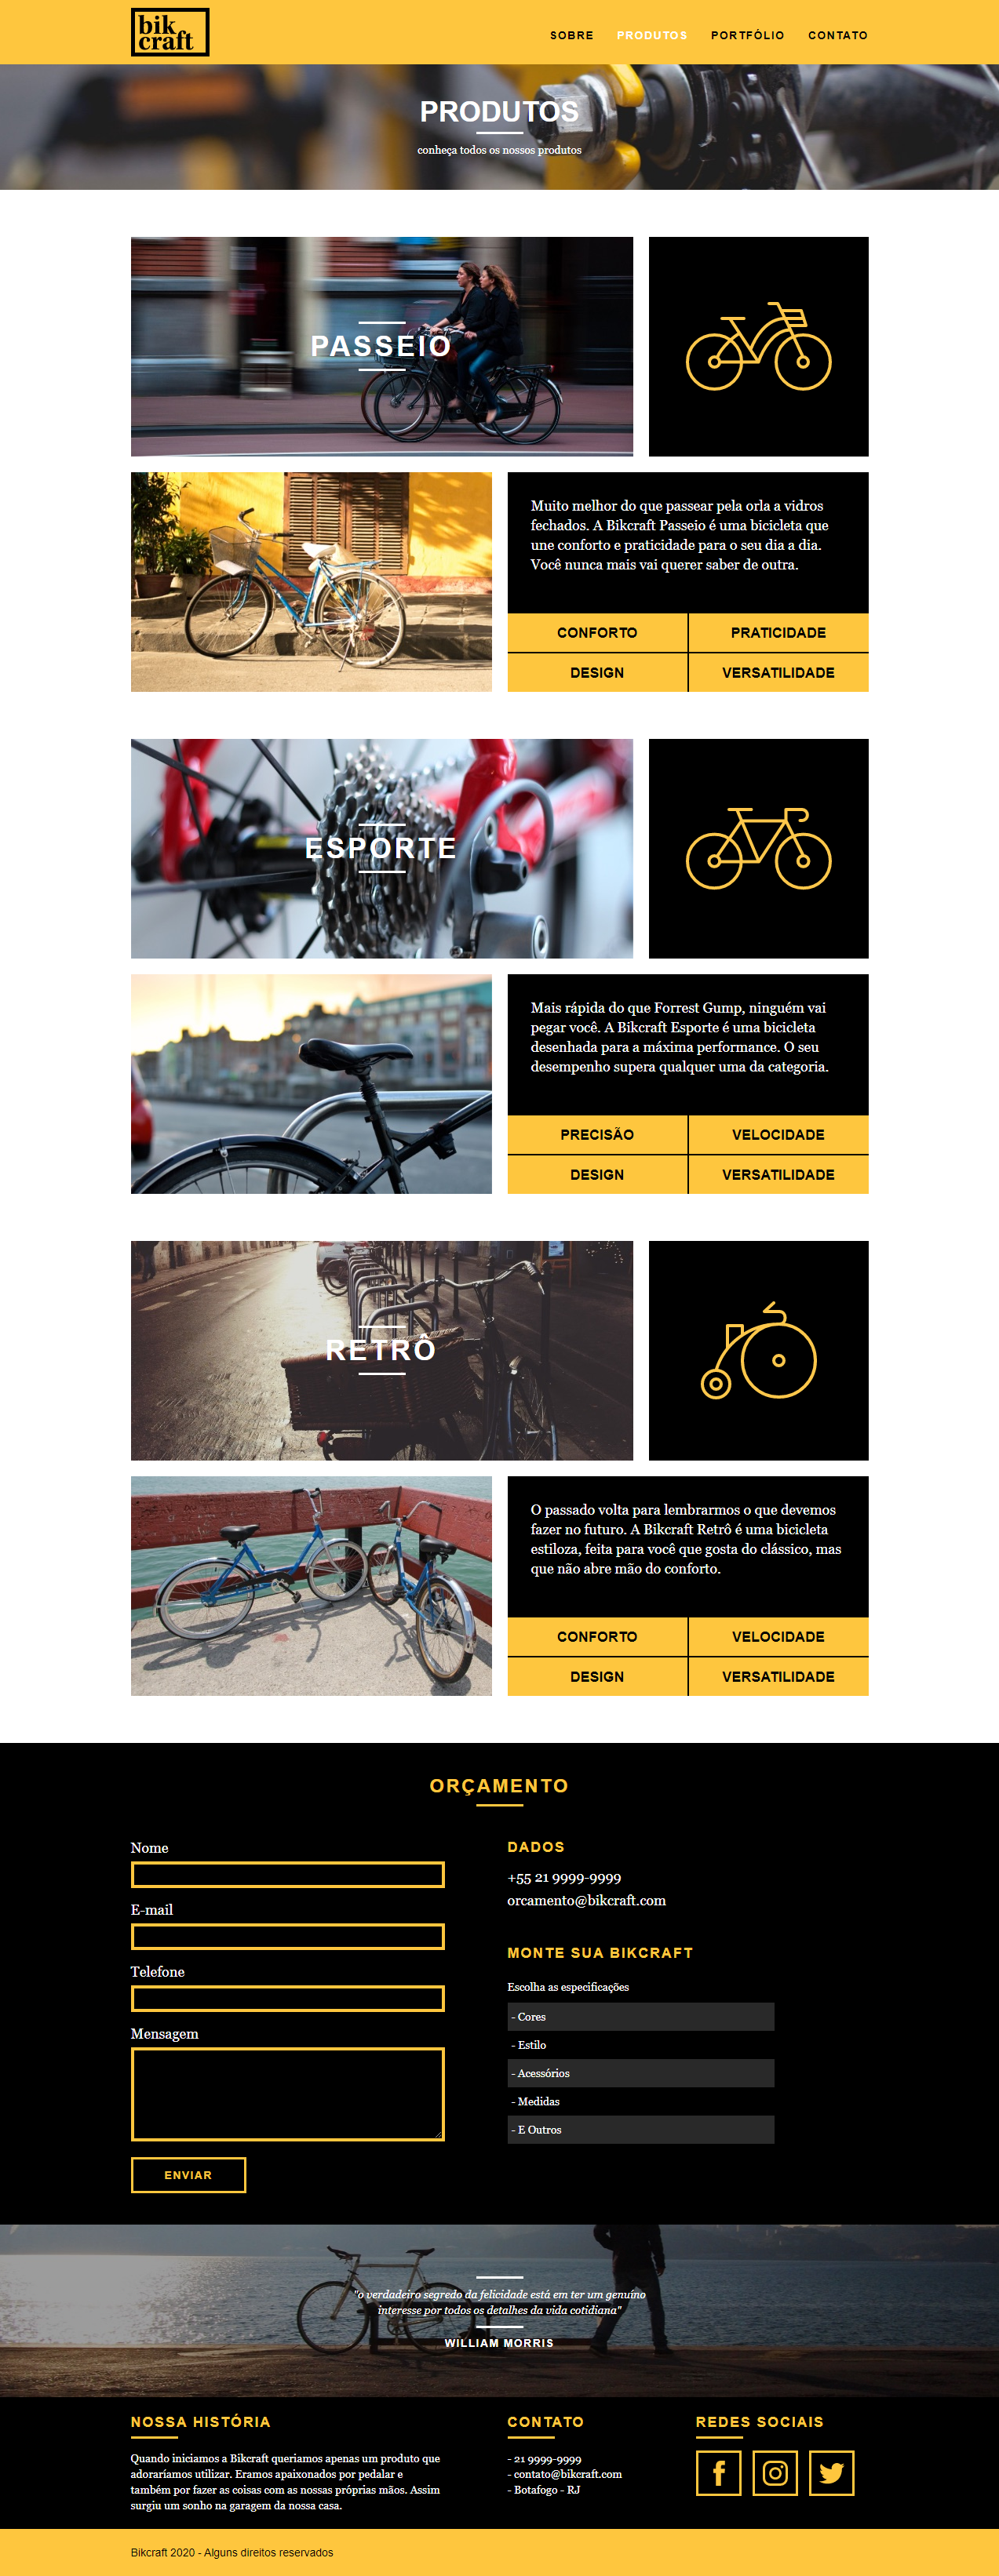 bik
craft
SOBRE PRODUTOS PORTFÓLIO CONTATO
PRODUTOS
conheça todos os nossos produtos
PASSEIO
Muito melhor do que passear pela orla a vidros
fechados. A Bikcraft Passeio é uma bicicleta que
une conforto e praticidade para o seu dia a dia.
Você nunca mais vai querer saber de outra.
CONFORTO PRATICIDADE
DESIGN VERSATILIDADE
ESPORTE
Mais rápida do que Forrest Gump, ninguém vai
pegar você. A Bikcraft Esporte é uma bicicleta
desenhada para a máxima performance. O seu
desempenho supera qualquer uma da categoria.
PRECISÃO VELOCIDADE
DESIGN VERSATILIDADE
RETRÔ
O passado volta para lembrarmos o que devemos
fazer no futuro. A Bikcraft Retrô é uma bicicleta
estiloza, feita para você que gosta do clássico, mas
que não abre mão do conforto.
CONFORTO VELOCIDADE
DESIGN VERSATILIDADE
ORÇAMENTO
Nome
E-mail
Telefone
Mensagem
ENVIAR
DADOS
+55 21 9999-9999
orcamento@bikcraft.com
MONTE SUA BIKCRAFT
Escolha as especificações
- Cores
- Estilo
- Acessórios
- Medidas
- E Outros
"o verdadeiro segredo da felicidade está em ter um genuíno
interesse por todos os detalhes da vida cotidiana"
WILLIAM MORRIS
NOSSA HISTÓRIA
Quando iniciamos a Bikcraft queriamos apenas um produto que
adoraríamos utilizar. Eramos apaixonados por pedalar e
também por fazer as coisas com as nossas próprias mãos. Assim
surgiu um sonho na garagem da nossa casa.
CONTATO
- 21 9999-9999
- contato@bikcraft.com
- Botafogo - RJ
REDES SOCIAIS
Bikcraft 2020 - Alguns direitos reservados